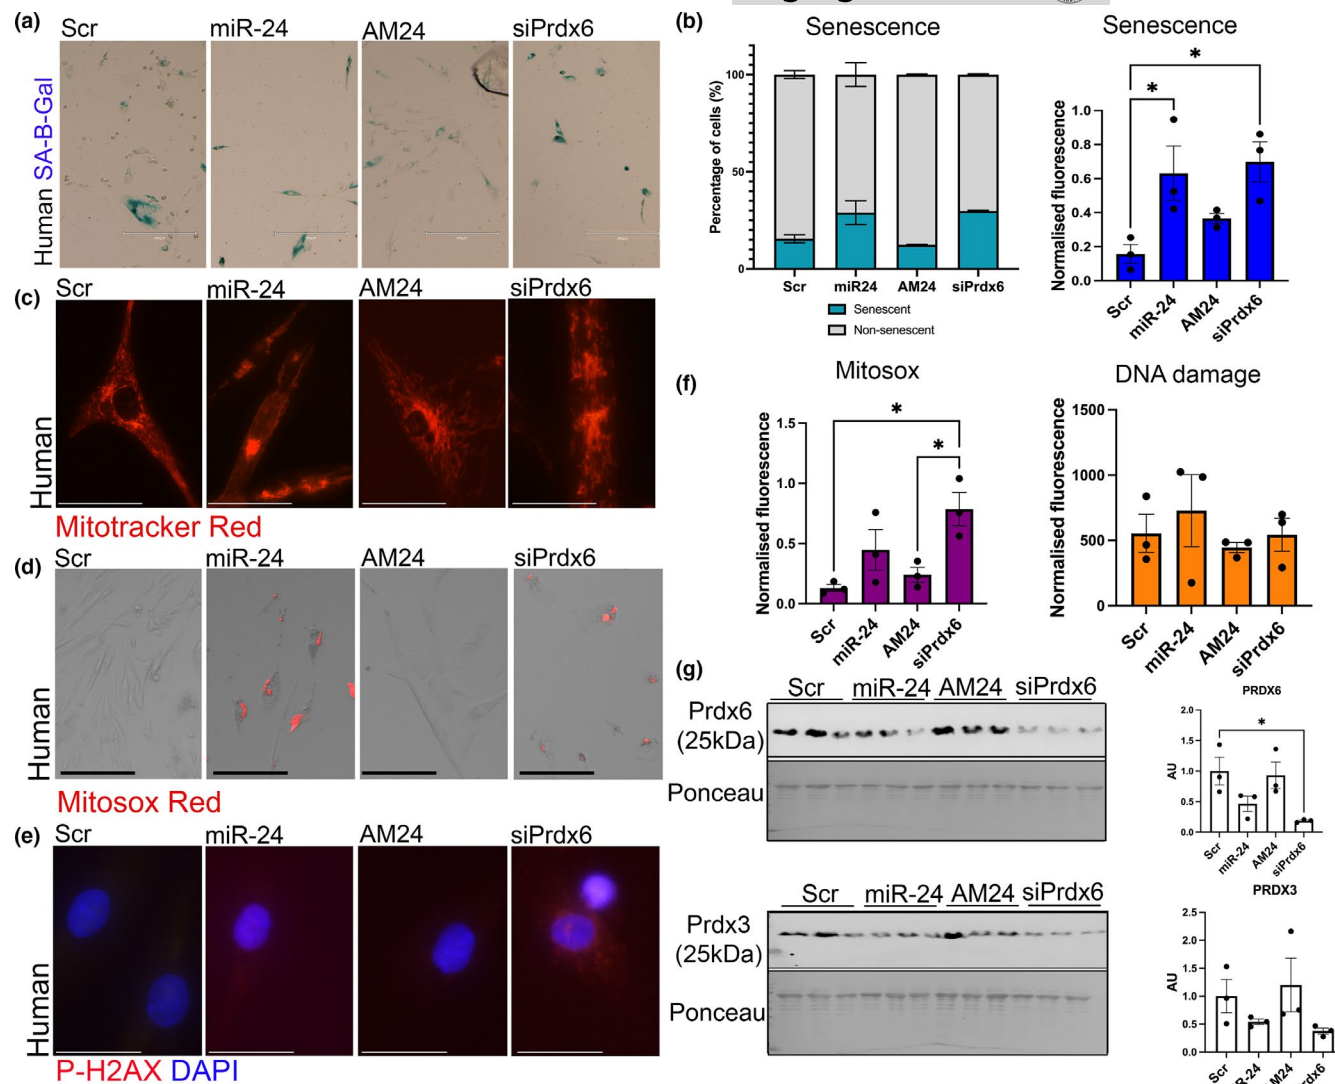 (a)
Scr miR-24 AM24 siPrdx6
Human SA-B-Gal
(b)
Senescence
Percentage of cells (%)
100
50
0
Scr miR24 AM24 siPrdx6
Senescent
Non-senescent
Senescence
* *
Normalised fluorescence
1.0
0.8
0.6
0.4
0.2
0.0
Scr miR-24 AM24 siPrdx6
(c)
Scr miR-24 AM24 siPrdx6
Human
Mitotracker Red
(d)
Scr miR-24 AM24 siPrdx6
Human
Mitosox Red
(e)
Scr miR-24 AM24 siPrdx6
Human
P-H2AX DAPI
(f)
Mitosox
* *
Normalised fluorescence
1.5
1.0
0.5
0.0
Scr miR-24 AM24 siPrdx6
DNA damage
Normalised fluorescence
1500
1000
500
0
Scr miR-24 AM24 siPrdx6
(g)
Scr miR-24 AM24 siPrdx6
Prdx6
(25kDa)
Ponceau
PRDX6
*
AU
2.0
1.5
1.0
0.5
0.0
Scr miR-24 AM24 siPrdx6
Scr miR-24 AM24 siPrdx6
Prdx3
(25kDa)
Ponceau
PRDX3
AU
2.5
2.0
1.5
1.0
0.5
0.0
Scr